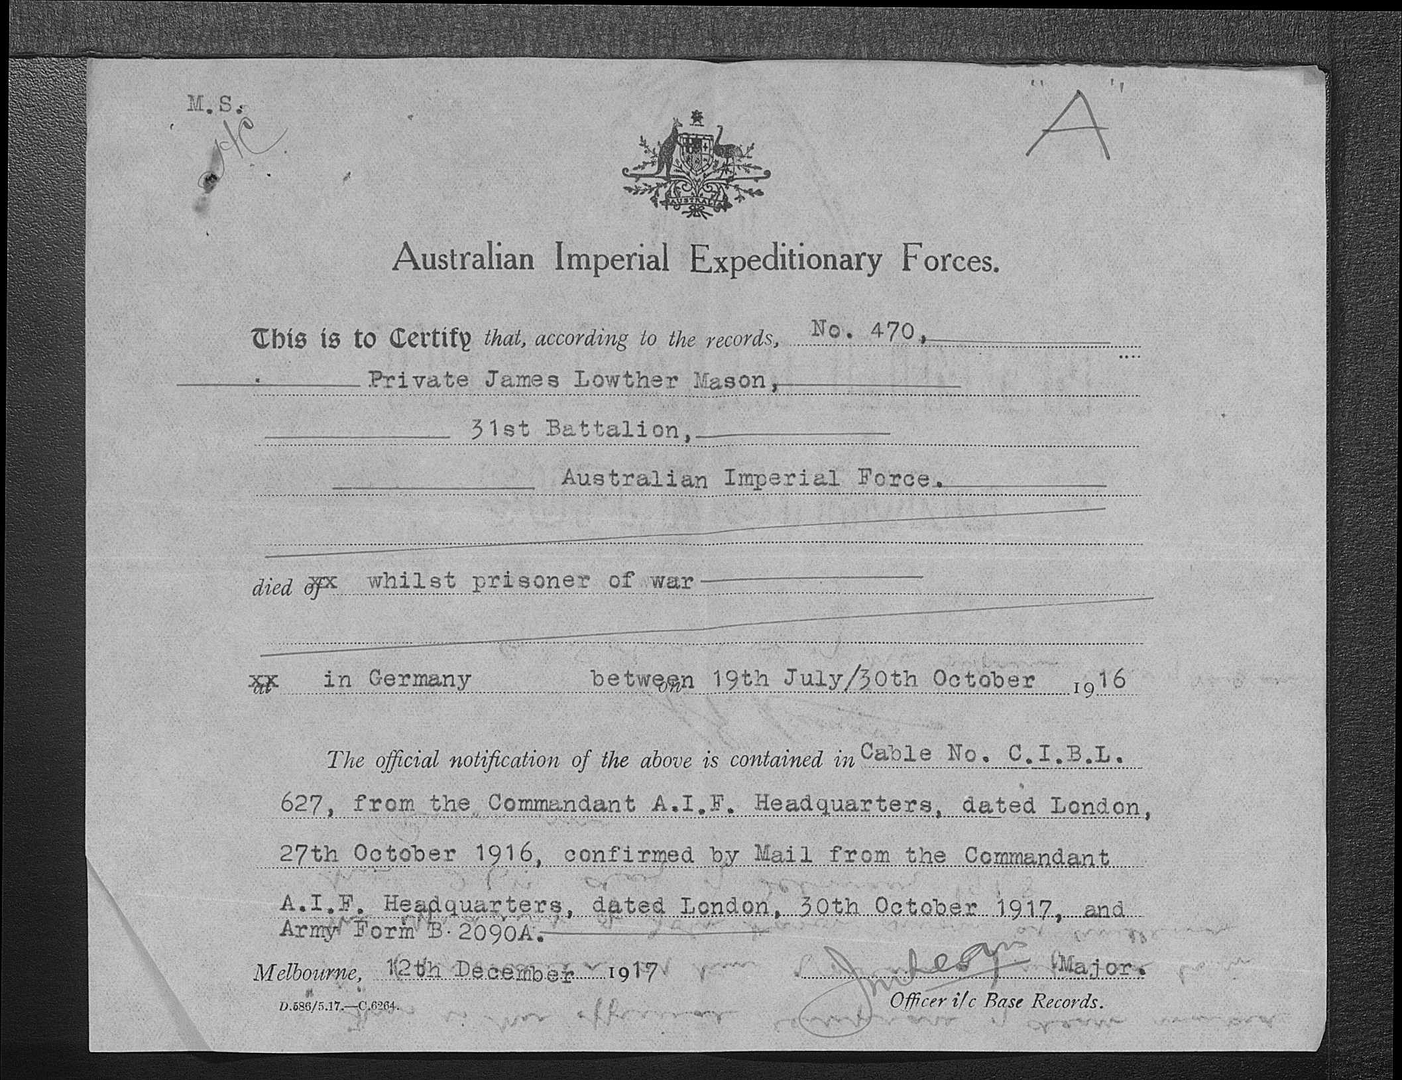 M.S.
"A"
AUSTRALIA
Australian Imperial Expeditionary Forces.
This is to Certify that, according to the records, No. 470,
Private James Lowther Mason,
31st Battalion,
Australian Imperial Force.
died of xx whilst prisoner of war
at xx in Germany between on 19th July/30th October 1916
The official notification of the above is contained in Cable No. C.I.B.L.
627, from the Commandant A.I.F. Headquarters, dated London,
27th October 1916, confirmed by Mail from the Commandant
A.I.F. Headquarters, dated London, 30th October 1917, and
Army Form B. 2090A.
Melbourne, 12th December 1917 Major.
D.586/5.17.—C.6264. Officer i/c Base Records.